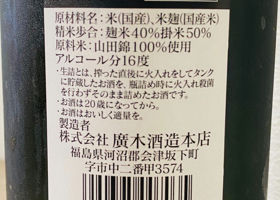 原材料名:米(国産)、米麹(国産米)
精米歩合:麹米40%掛米50%
原料米:山田錦100%使用
アルコール分16度
・生詰とは、搾った直後に火入れをしてタンク
に貯蔵したお酒を、瓶詰め時に火入れ殺菌
を行わずそのまま詰めたお酒です。
・お酒は20歳になってから。
・お酒はおいしく適量を。
製造者
株式会社 廣木酒造本店
福島県河沼郡会津坂下町
字市中二番甲3574